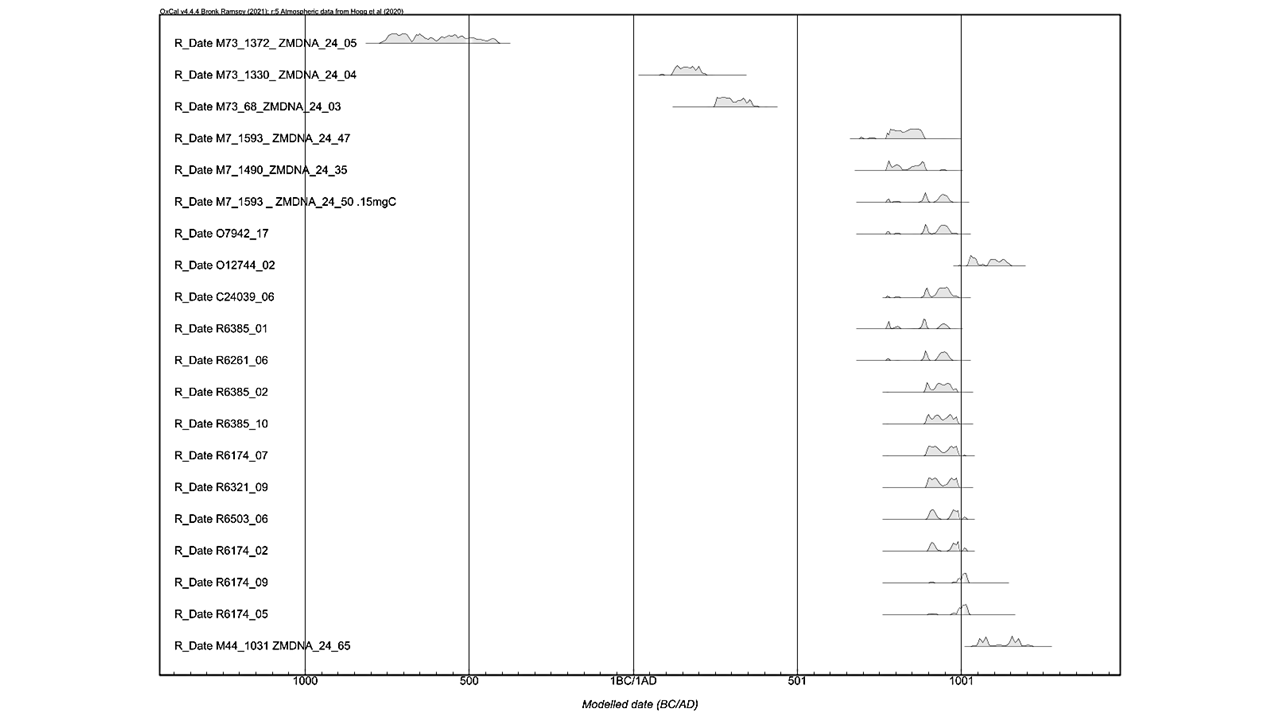 OxCal v4.4.4 Bronk Ramsey (2021); r:5 Atmospheric data from Hogg et al (2020)
R_Date M73_1372_ ZMDNA_24_05
R_Date M73_1330_ ZMDNA_24_04
R_Date M73_68_ZMDNA_24_03
R_Date M7_1593_ ZMDNA_24_47
R_Date M7_1490_ZMDNA_24_35
R_Date M7_1593 _ ZMDNA_24_50 .15mgC
R_Date O7942_17
R_Date O12744_02
R_Date C24039_06
R_Date R6385_01
R_Date R6261_06
R_Date R6385_02
R_Date R6385_10
R_Date R6174_07
R_Date R6321_09
R_Date R6503_06
R_Date R6174_02
R_Date R6174_09
R_Date R6174_05
R_Date M44_1031 ZMDNA_24_65
1000 500 1BC/1AD 501 1001
Modelled date (BC/AD)